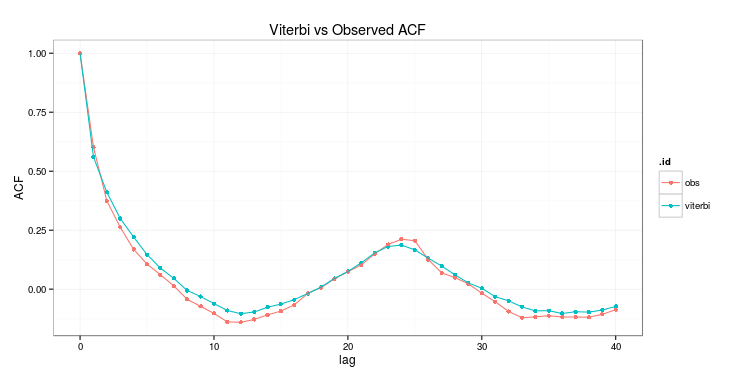 Viterbi vs Observed ACF
1.00
0.75
0.50
0.25
0.00
ACF
0 10 20 30 40
lag
.id
obs
viterbi